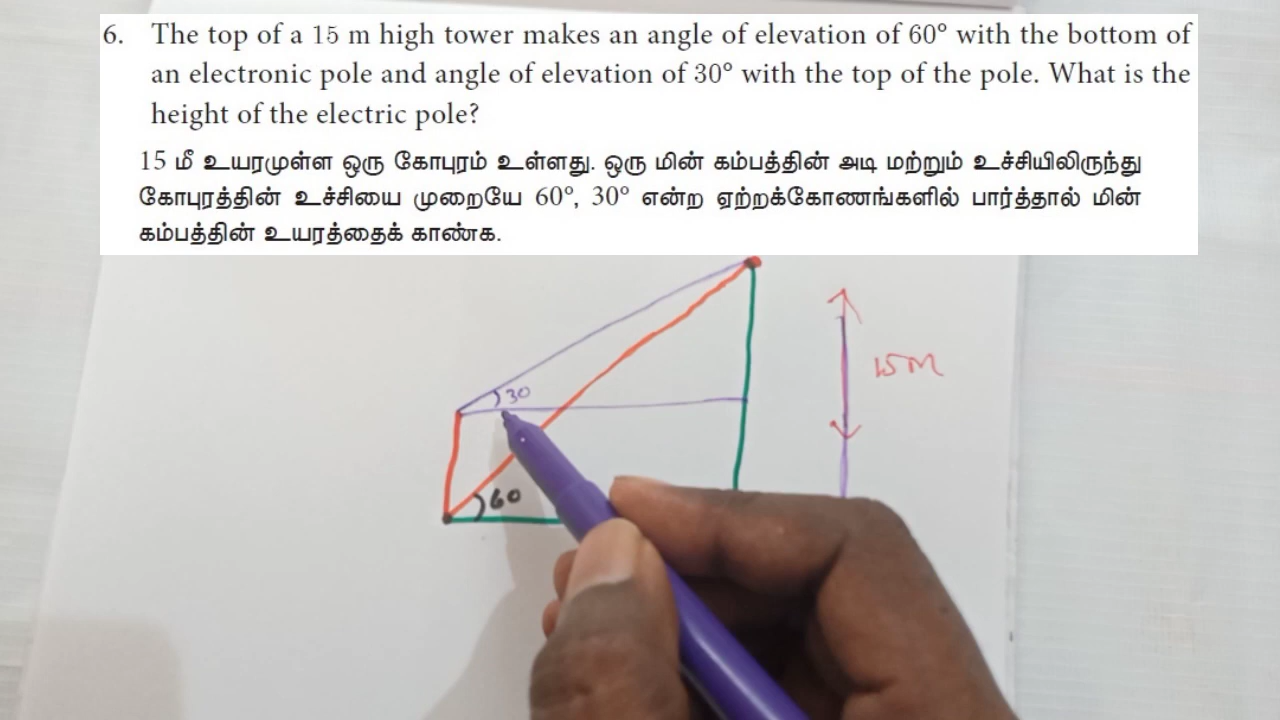 6. The top of a 15 m high tower makes an angle of elevation of 60° with the bottom of
an electronic pole and angle of elevation of 30° with the top of the pole. What is the
height of the electric pole?
15 மீ உயரமுள்ள ஒரு கோபுரம் உள்ளது. ஒரு மின் கம்பத்தின் அடி மற்றும் உச்சியிலிருந்து
கோபுரத்தின் உச்சியை முறையே 60°, 30° என்ற ஏற்றக்கோணங்களில் பார்த்தால் மின்
கம்பத்தின் உயரத்தைக் காண்க.
15m
30
60